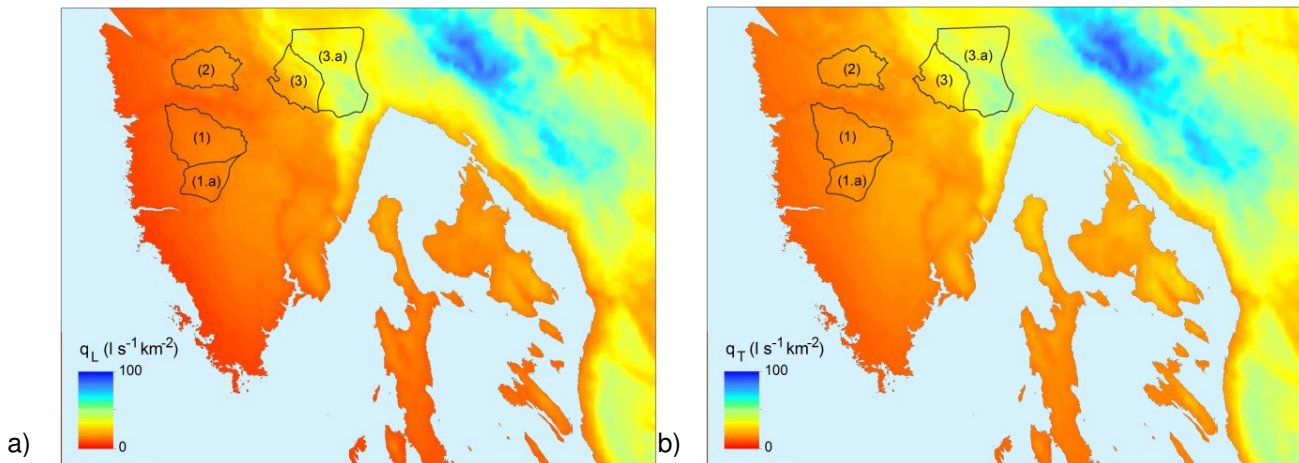 (2)
(3)
(3.a)
(1)
(1.a)
q_L (l s⁻¹ km⁻²)
100
0
a)
(2)
(3)
(3.a)
(1)
(1.a)
q_T (l s⁻¹ km⁻²)
100
0
b)